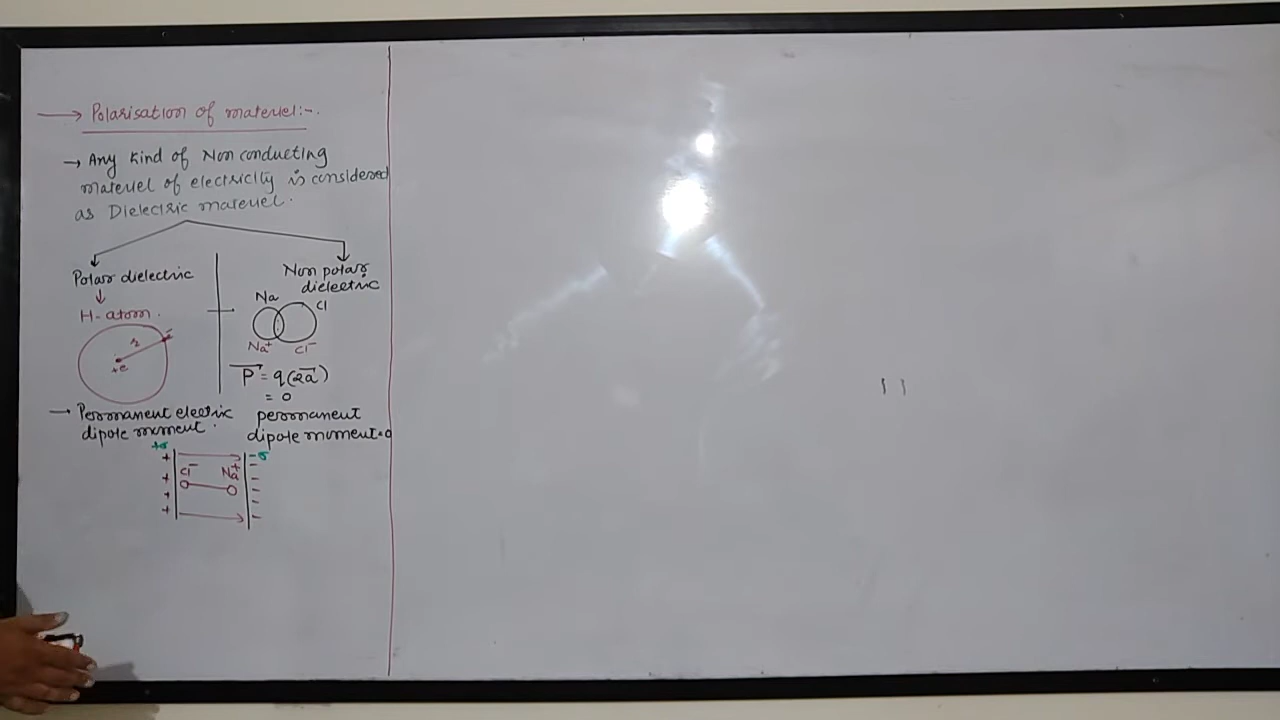 → Polarisation of materiel:-.
→ Any kind of Non conducting
materiel of electricity is considered
as Dielectric materiel.
Polar dielectric
H-atom.
r
e-
+e
Non polar
dielectric
Na Cl
Na+ Cl-
P = q(2a)
= 0
→ Permanent electric
dipole moment.
permanent
dipole moment=0
+σ -σ
+ Cl- Na+ -
+ -
+ -
+ -
-